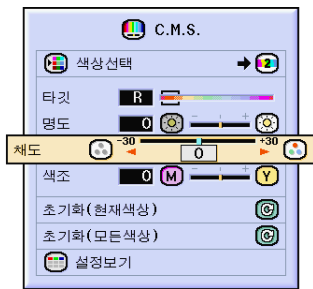 C.M.S.
색상선택 2
타깃 R
명도 0 - +
채도 -30 0 +30
색조 0 M - + Y
초기화(현재색상)
초기화(모든색상)
설정보기